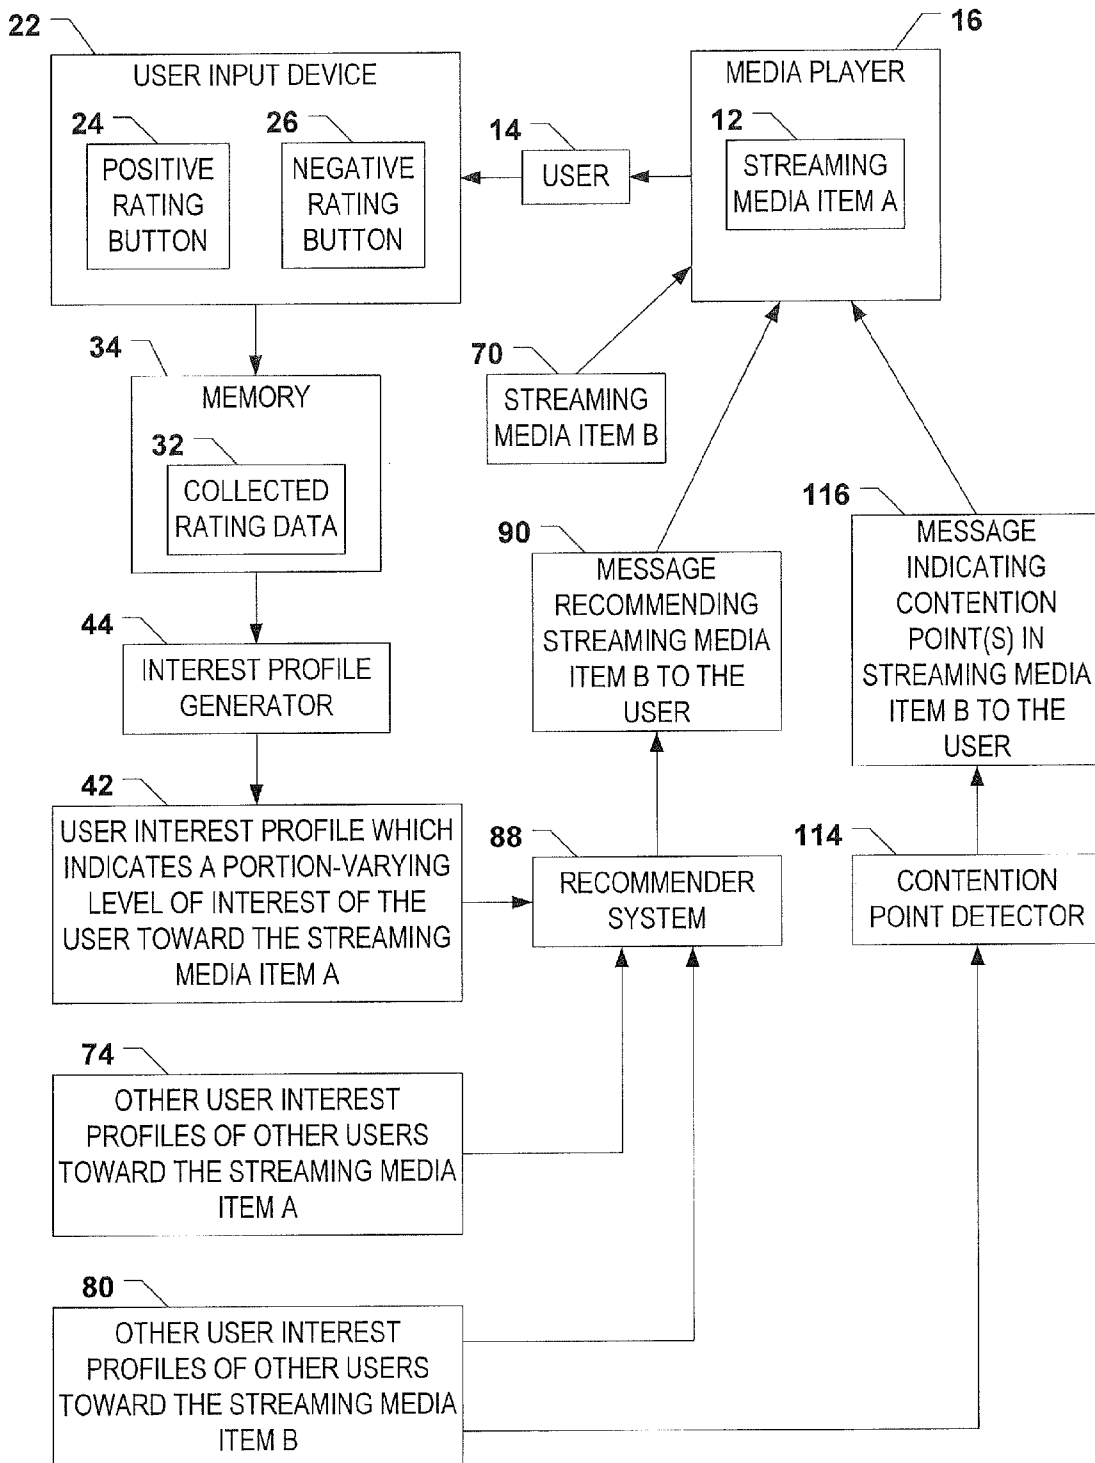 22
USER INPUT DEVICE
24
POSITIVE
RATING
BUTTON
26
NEGATIVE
RATING
BUTTON
14
USER
16
MEDIA PLAYER
12
STREAMING
MEDIA ITEM A
34
MEMORY
32
COLLECTED
RATING DATA
70
STREAMING
MEDIA ITEM B
44
INTEREST PROFILE
GENERATOR
90
MESSAGE
RECOMMENDING
STREAMING MEDIA
ITEM B TO THE
USER
116
MESSAGE
INDICATING
CONTENTION
POINT(S) IN
STREAMING MEDIA
ITEM B TO THE
USER
42
USER INTEREST PROFILE WHICH
INDICATES A PORTION-VARYING
LEVEL OF INTEREST OF THE
USER TOWARD THE STREAMING
MEDIA ITEM A
88
RECOMMENDER
SYSTEM
114
CONTENTION
POINT DETECTOR
74
OTHER USER INTEREST
PROFILES OF OTHER USERS
TOWARD THE STREAMING MEDIA
ITEM A
80
OTHER USER INTEREST
PROFILES OF OTHER USERS
TOWARD THE STREAMING MEDIA
ITEM B